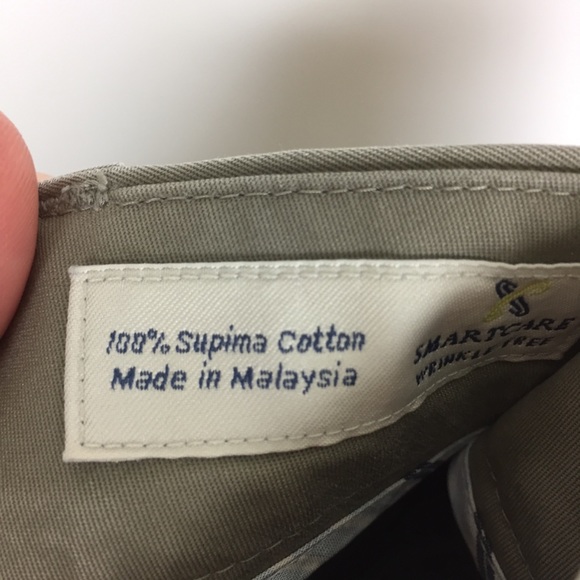 100% Supima Cotton
Made in Malaysia
SMARTCARE
WRINKLE FREE